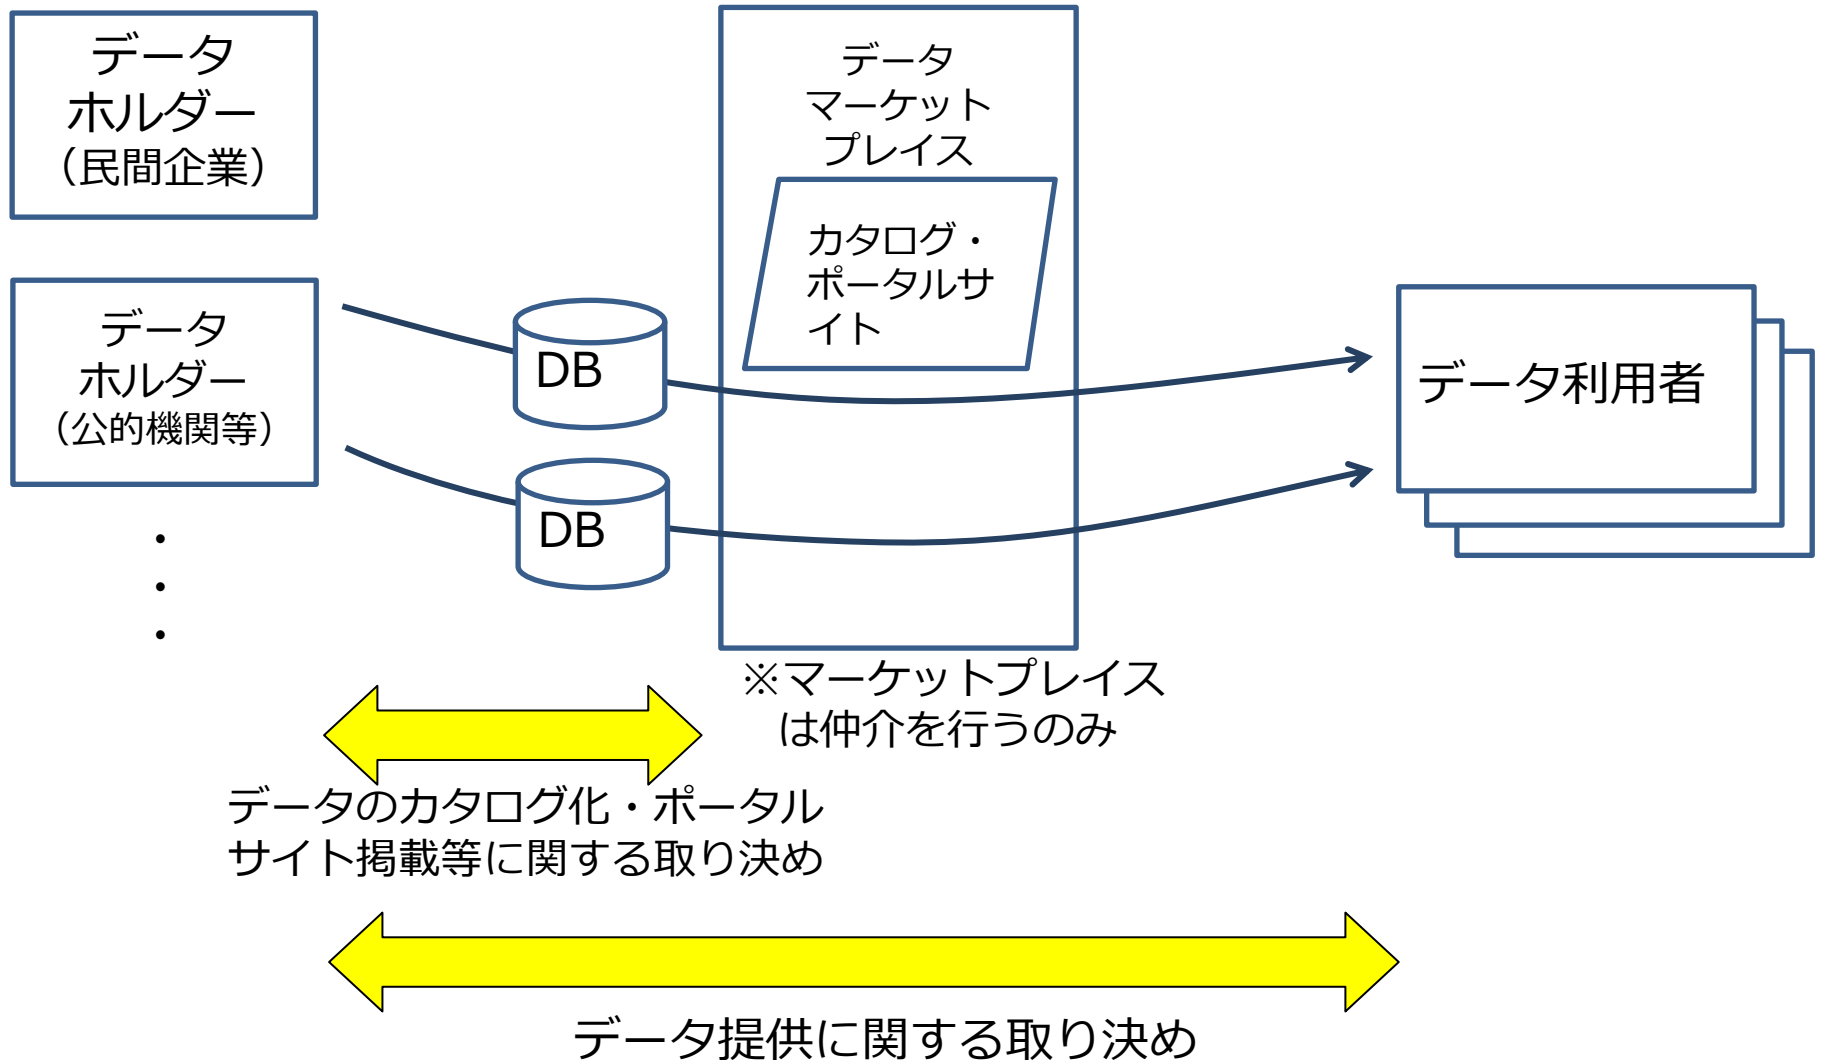 データ
ホルダー
（民間企業）
データ
ホルダー
（公的機関等）
・
・
・
DB
DB
データ
マーケット
プレイス
カタログ・
ポータルサ
イト
データ利用者
※マーケットプレイス
は仲介を行うのみ
データのカタログ化・ポータル
サイト掲載等に関する取り決め
データ提供に関する取り決め